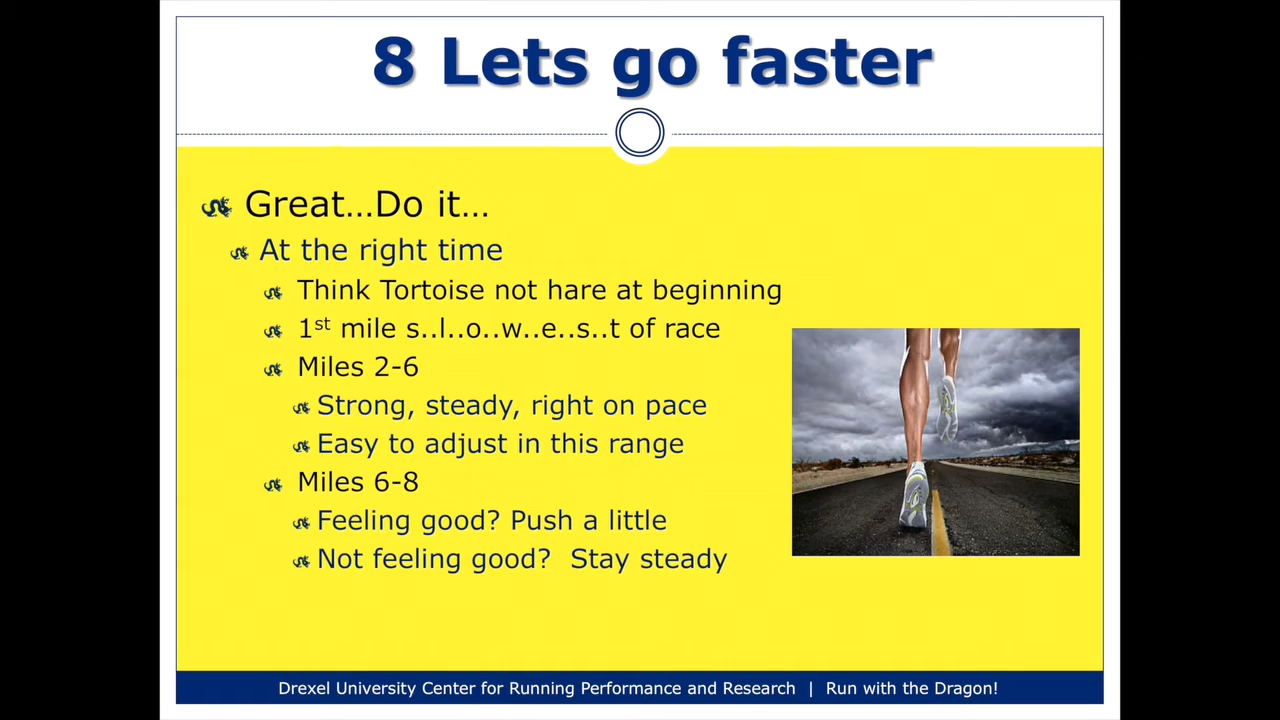 8 Lets go faster
Great...Do it...
At the right time
Think Tortoise not hare at beginning
1st mile s..l..o..w..e..s..t of race
Miles 2-6
Strong, steady, right on pace
Easy to adjust in this range
Miles 6-8
Feeling good? Push a little
Not feeling good?  Stay steady
Drexel University Center for Running Performance and Research  |  Run with the Dragon!